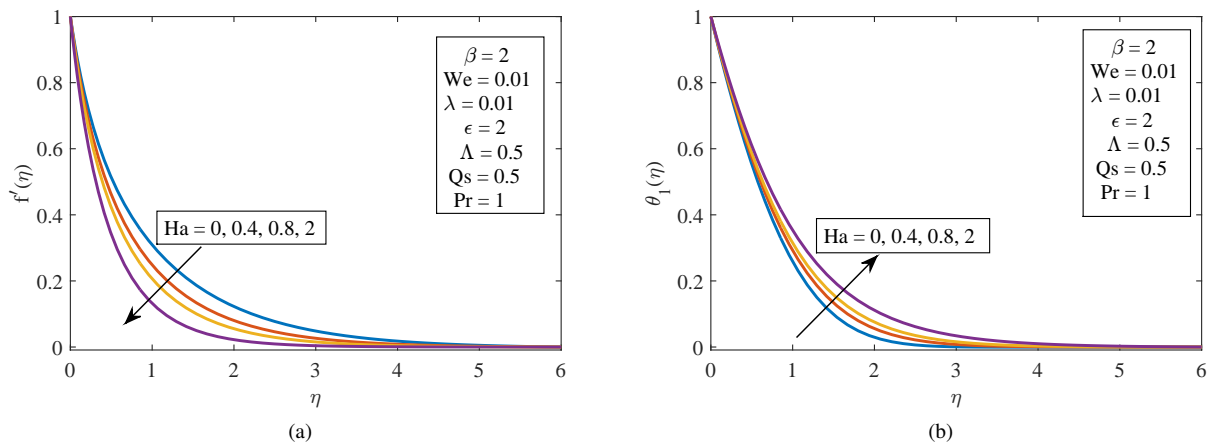 1
0.8
0.6
0.4
0.2
0
f′(η)
β = 2
We = 0.01
λ = 0.01
ϵ = 2
Λ = 0.5
Qs = 0.5
Pr = 1
Ha = 0, 0.4, 0.8, 2
0 1 2 3 4 5 6
η
(a)
1
0.8
0.6
0.4
0.2
0
θ₁(η)
β = 2
We = 0.01
λ = 0.01
ϵ = 2
Λ = 0.5
Qs = 0.5
Pr = 1
Ha = 0, 0.4, 0.8, 2
0 1 2 3 4 5 6
η
(b)